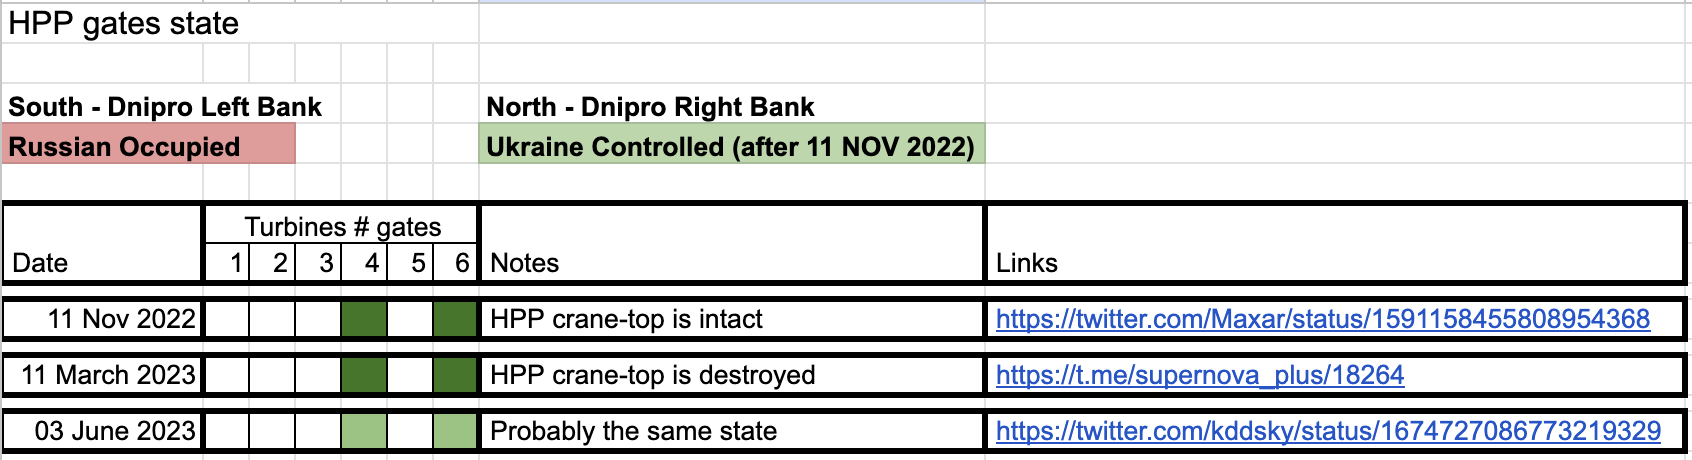 HPP gates state
South - Dnipro Left Bank
North - Dnipro Right Bank
Russian Occupied
Ukraine Controlled (after 11 NOV 2022)
Turbines # gates
Date 1 2 3 4 5 6 Notes Links
11 Nov 2022 HPP crane-top is intact https://twitter.com/Maxar/status/1591158455808954368
11 March 2023 HPP crane-top is destroyed https://t.me/supernova_plus/18264
03 June 2023 Probably the same state https://twitter.com/kddsky/status/1674727086773219329